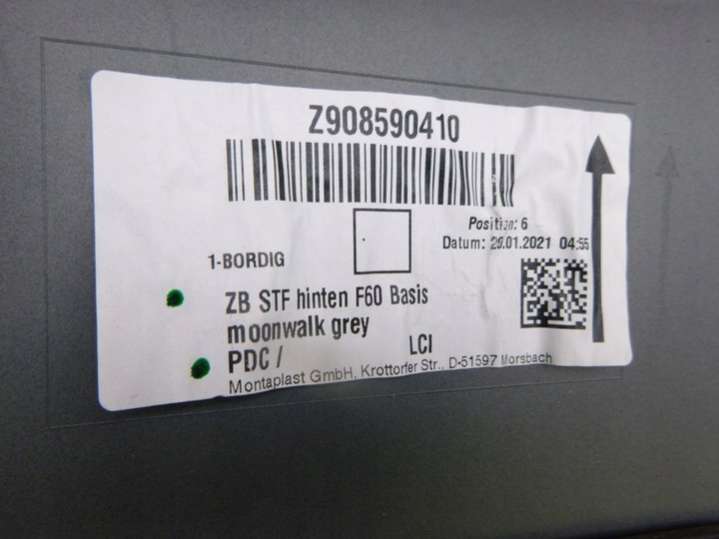 Z908590410
Position: 6
Datum: 26.01.2021 04:55
1-BORDIG
ZB STF hinten F60 Basis
moonwalk grey
PDC / LCI
Montaplast GmbH, Krottorfer Str., D-51597 Morsbach